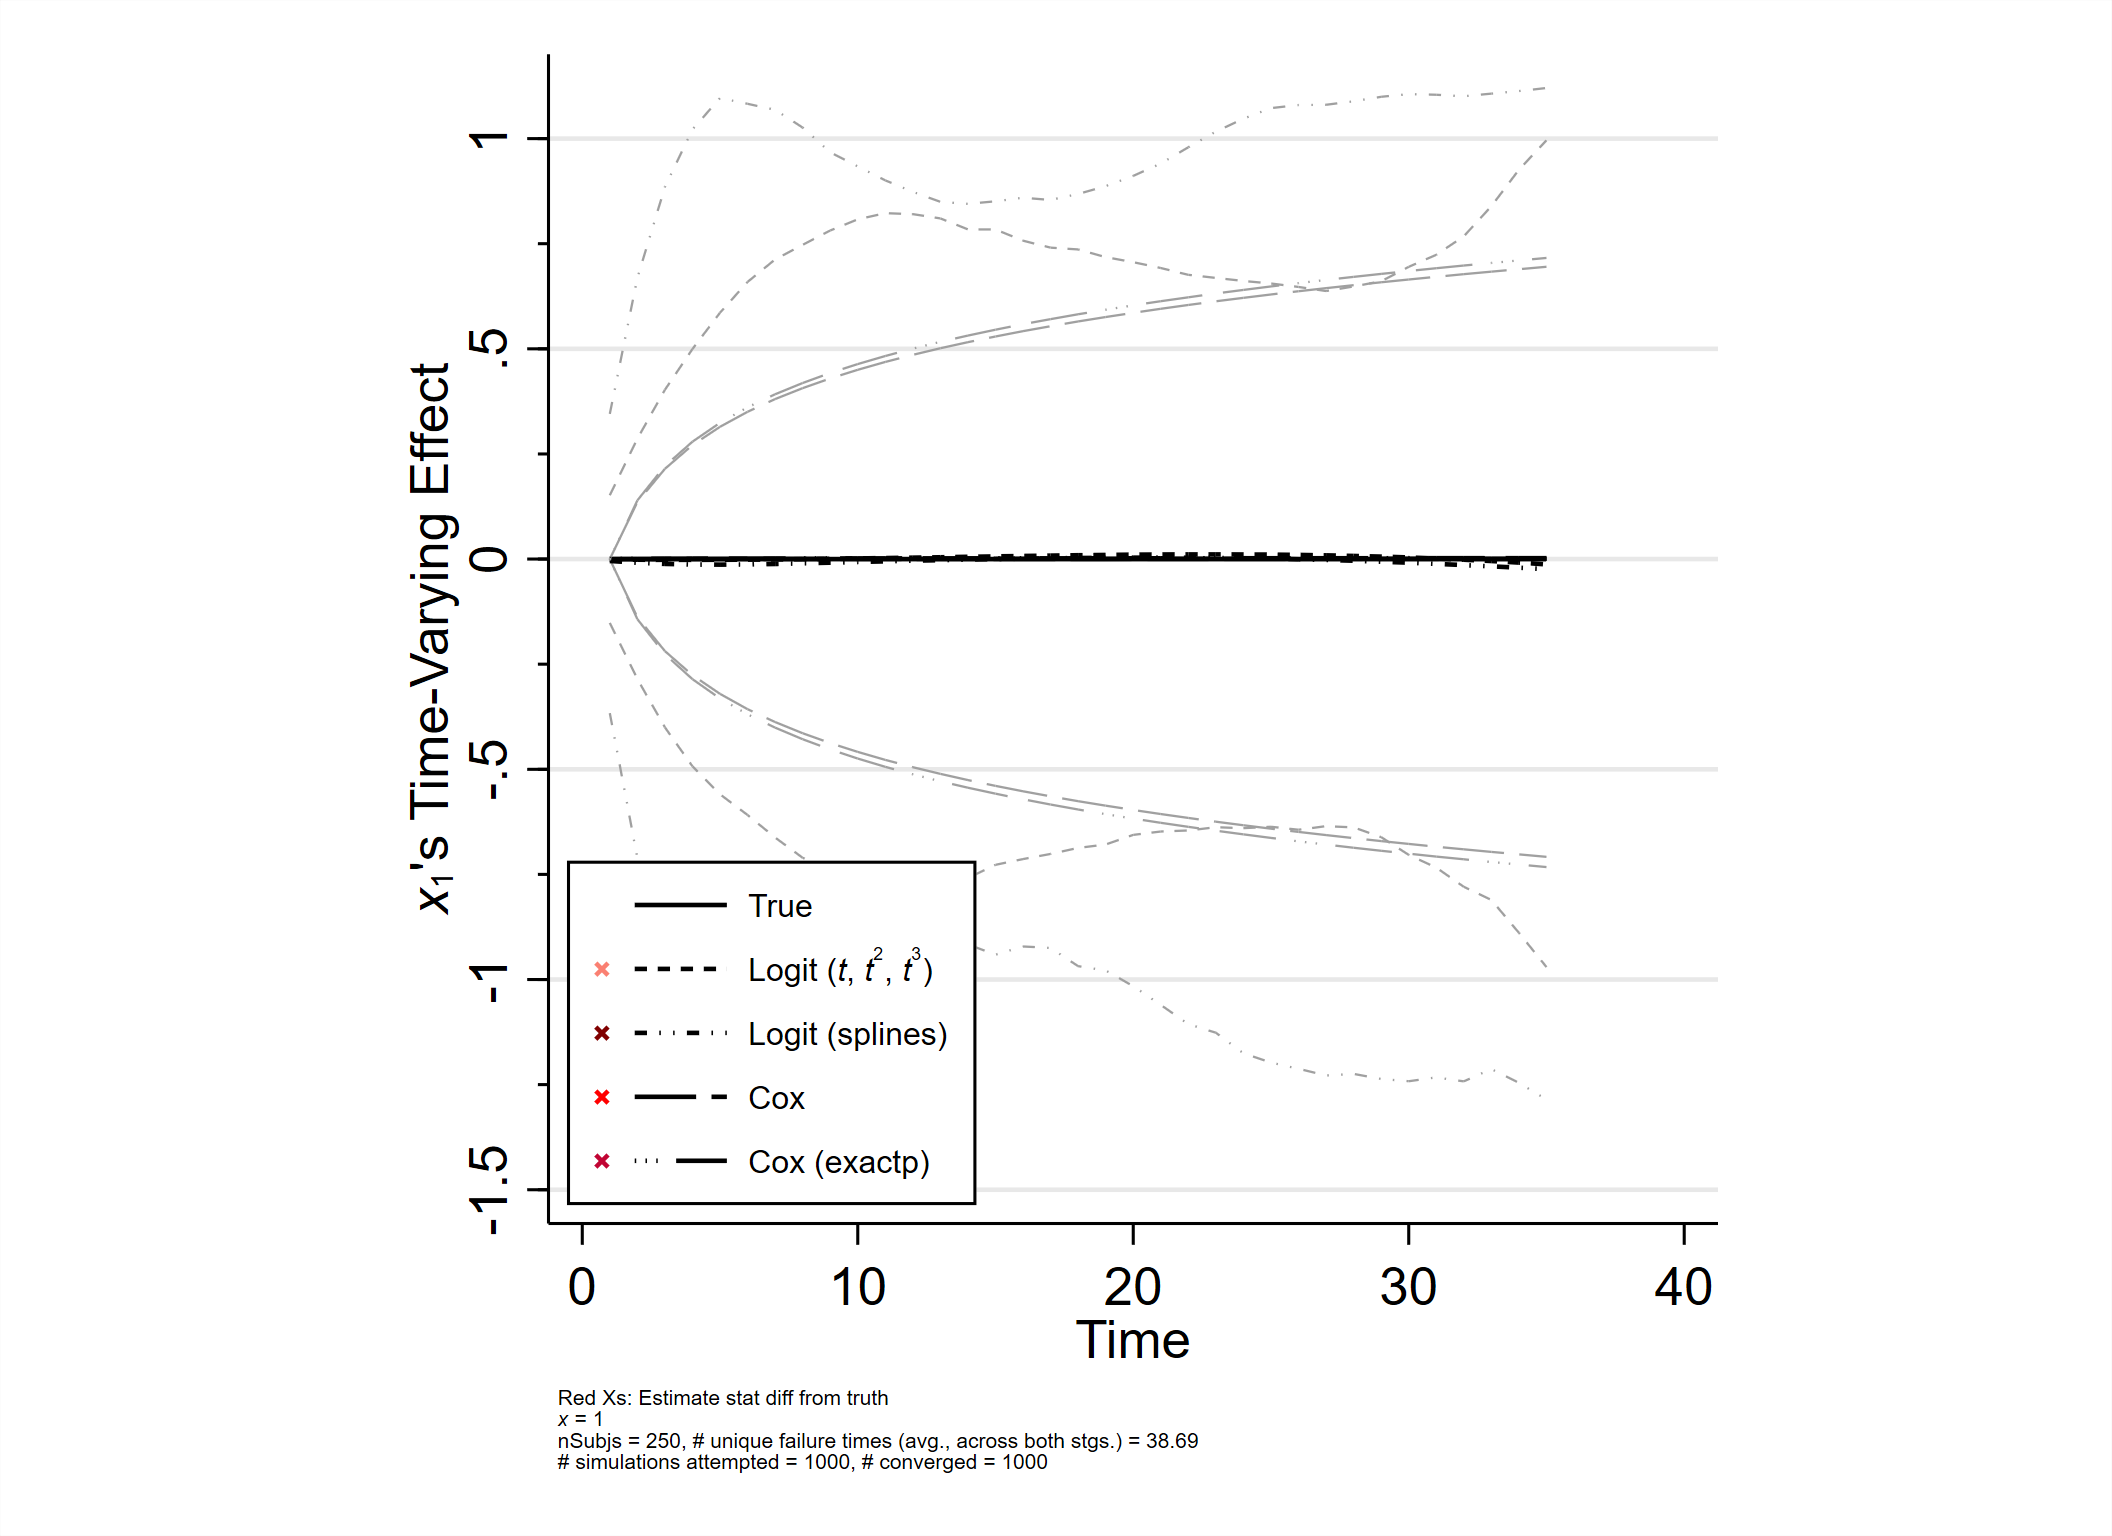 x₁'s Time-Varying Effect
1
.5
0
-.5
-1
-1.5
True
Logit (t, t², t³)
Logit (splines)
Cox
Cox (exactp)
0 10 20 30 40
Time
Red Xs: Estimate stat diff from truth
x = 1
nSubjs = 250, # unique failure times (avg., across both stgs.) = 38.69
# simulations attempted = 1000, # converged = 1000